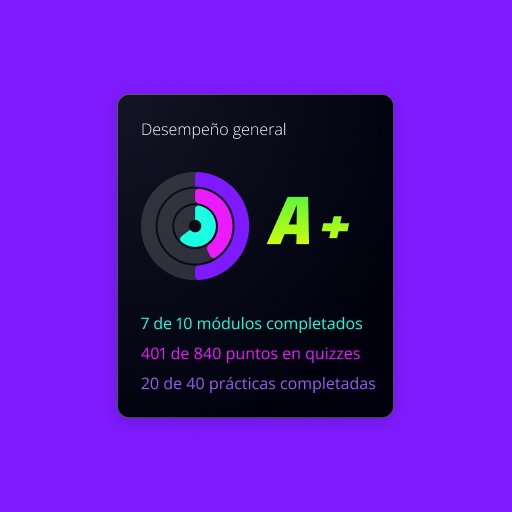 Desempeño general
A+
7 de 10 módulos completados
401 de 840 puntos en quizzes
20 de 40 prácticas completadas